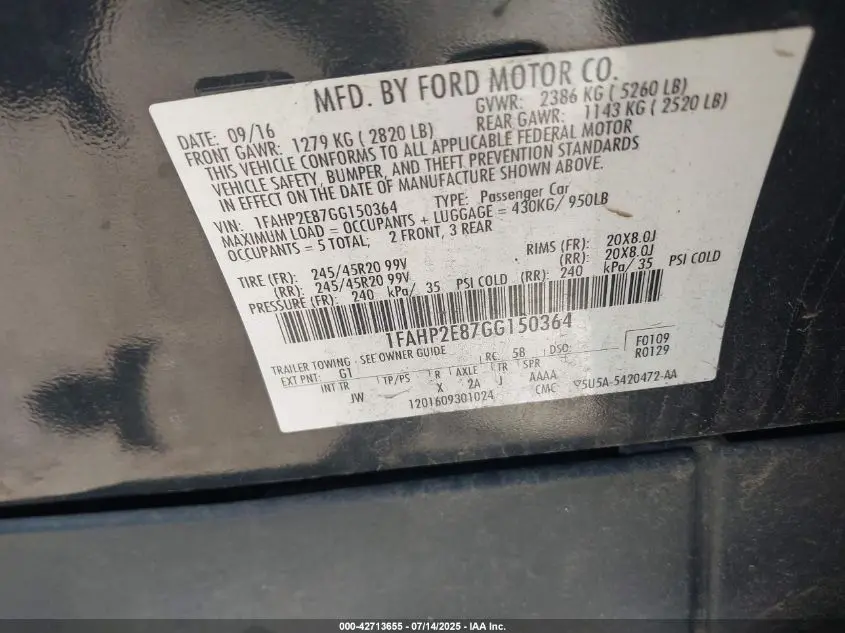 MFD. BY FORD MOTOR CO.
DATE: 09/16 GVWR: 2386 KG ( 5260 LB)
FRONT GAWR: 1279 KG ( 2820 LB) REAR GAWR: 1143 KG ( 2520 LB)
THIS VEHICLE CONFORMS TO ALL APPLICABLE FEDERAL MOTOR
VEHICLE SAFETY, BUMPER, AND THEFT PREVENTION STANDARDS
IN EFFECT ON THE DATE OF MANUFACTURE SHOWN ABOVE.
VIN: 1FAHP2E87GG150364 TYPE: Passenger Car
MAXIMUM LOAD = OCCUPANTS + LUGGAGE = 430KG/ 950LB
OCCUPANTS = 5 TOTAL; 2 FRONT, 3 REAR
TIRE (FR): 245/45R20 99V RIMS (FR): 20X8.0J
(RR): 245/45R20 99V (RR): 20X8.0J
PRESSURE (FR): 240 kPa/ 35 PSI COLD (RR): 240 kPa/ 35 PSI COLD
1FAHP2E87GG150364
F0109
R0129
TRAILER TOWING - SEE OWNER GUIDE
EXT PNT: G1 RC: 5B DSO:
INT TR TP/PS R AXLE TR SPR
JW X 2A J AAAA
1201609301024 CMC 5U5A-5420472-AA
000-42713655 - 07/14/2025 - IAA Inc.